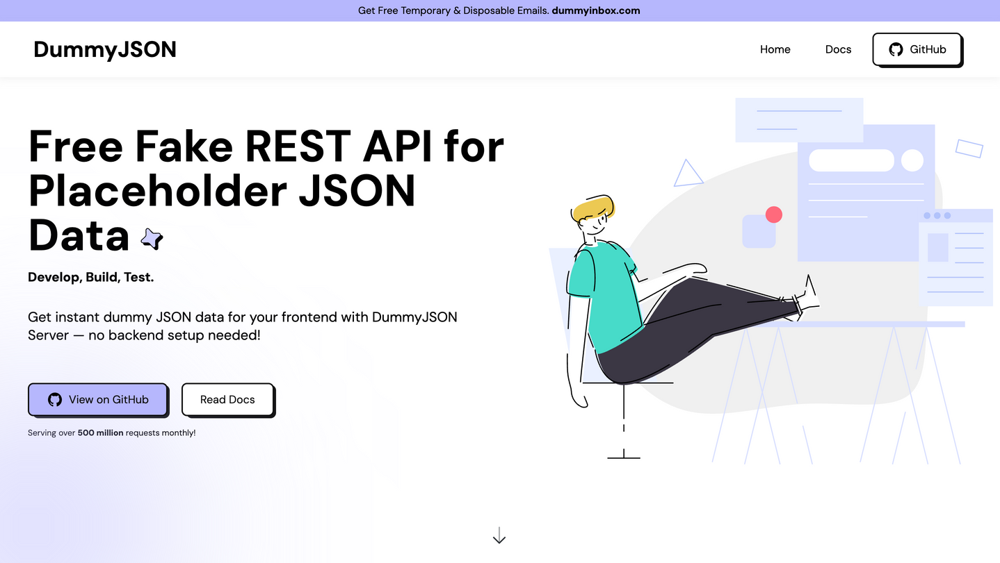 Get Free Temporary & Disposable Emails. dummyinbox.com
DummyJSON
Home
Docs
GitHub
Free Fake REST API for
Placeholder JSON
Data
Develop, Build, Test.
Get instant dummy JSON data for your frontend with DummyJSON
Server — no backend setup needed!
View on GitHub
Read Docs
Serving over 500 million requests monthly!